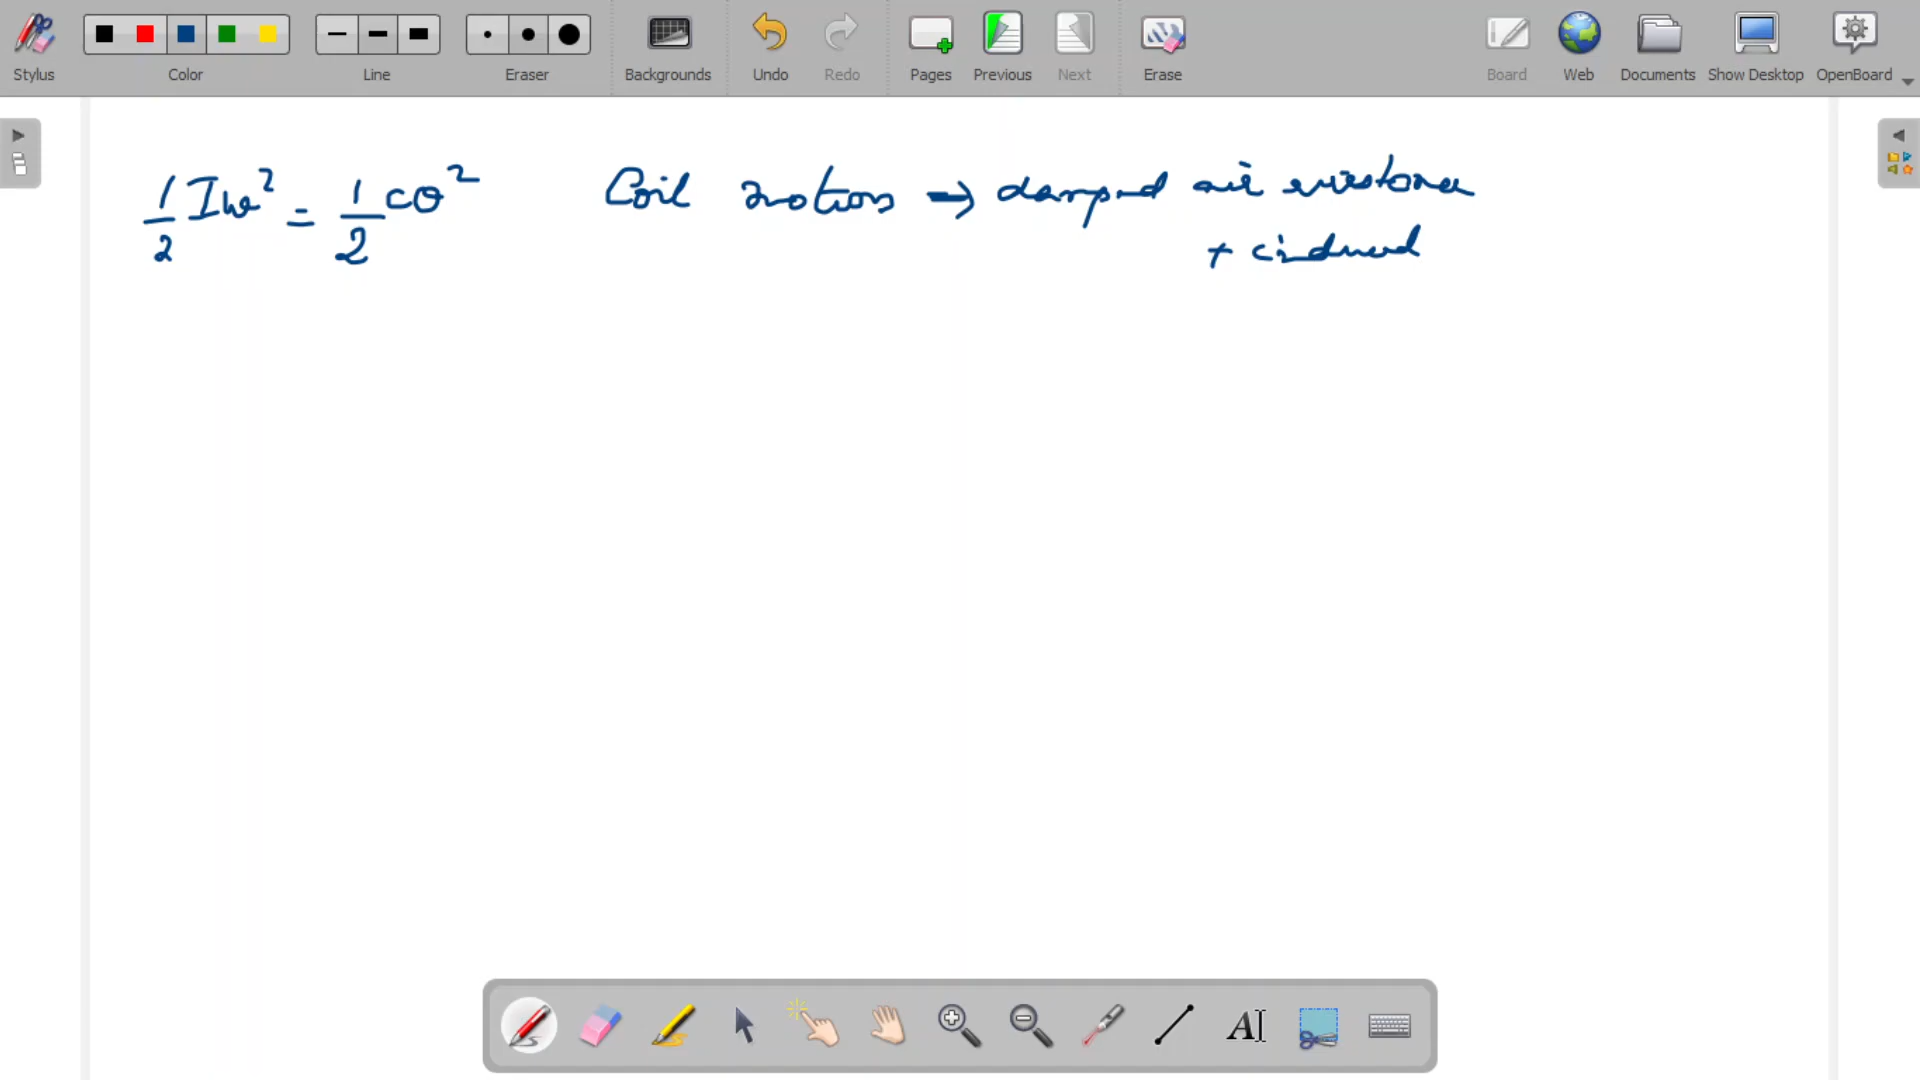 Stylus Color Line Eraser Backgrounds Undo Redo Pages Previous Next Erase Board Web Documents Show Desktop OpenBoard
1/2 Iω² = 1/2 cθ² Coil motion → damped air resistance
+ induced